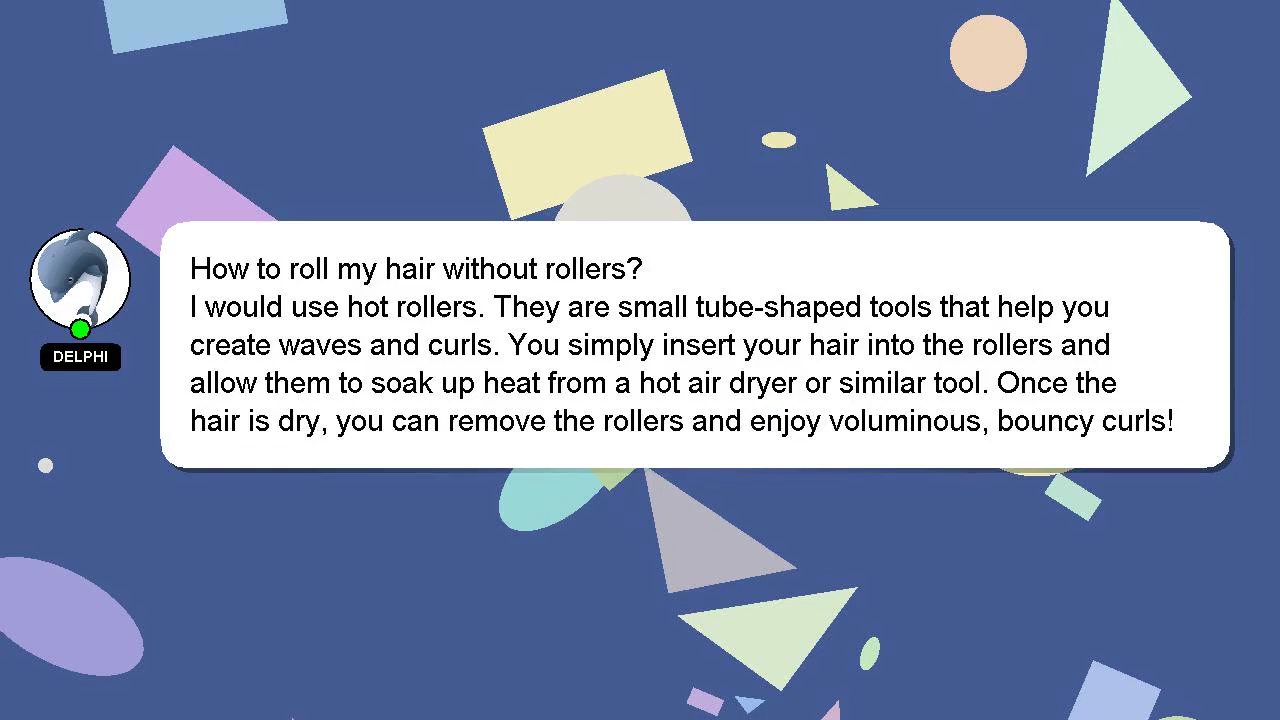 How to roll my hair without rollers?
I would use hot rollers. They are small tube-shaped tools that help you
create waves and curls. You simply insert your hair into the rollers and
allow them to soak up heat from a hot air dryer or similar tool. Once the
hair is dry, you can remove the rollers and enjoy voluminous, bouncy curls!
DELPHI